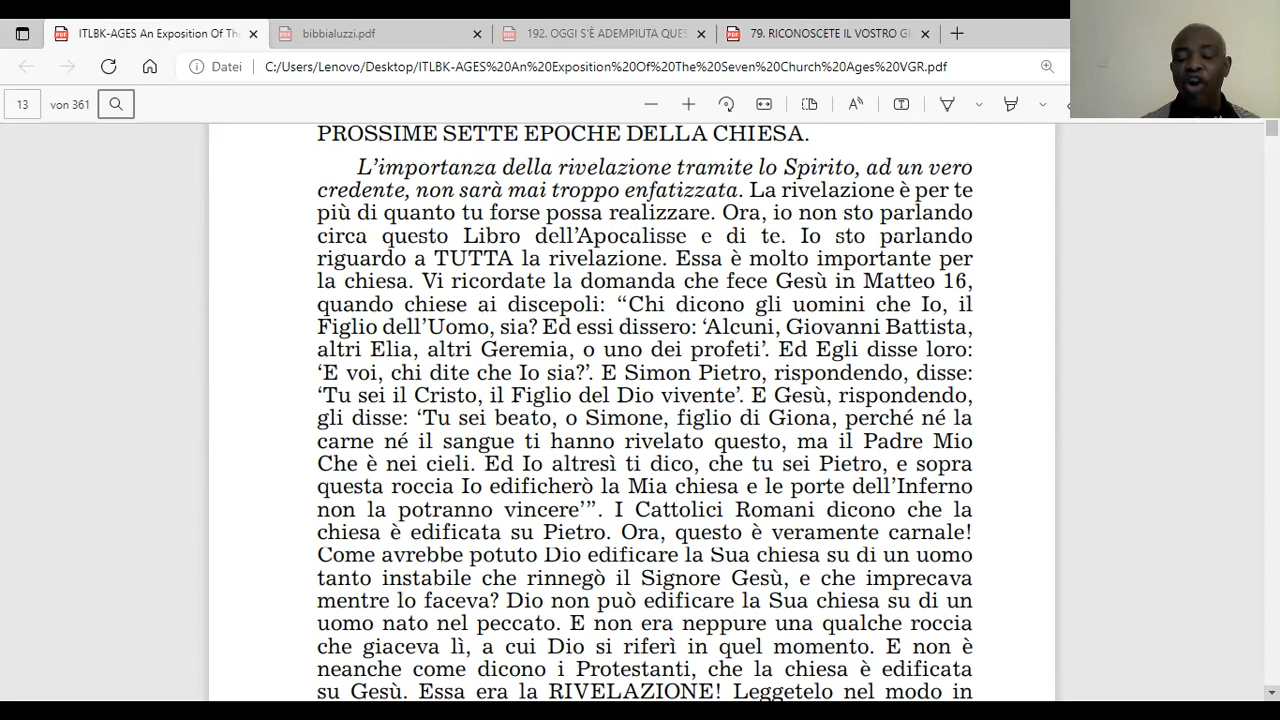 ITLBK-AGES An Exposition Of The
bibbialuzzi.pdf
192. OGGI S'È ADEMPIUTA QUES
79. RICONOSCETE IL VOSTRO G
Datei
C:/Users/Lenovo/Desktop/ITLBK-AGES%20An%20Exposition%20Of%20The%20Seven%20Church%20Ages%20VGR.pdf
13
von 361
PROSSIME SETTE EPOCHE DELLA CHIESA.
L'importanza della rivelazione tramite lo Spirito, ad un vero
credente, non sarà mai troppo enfatizzata. La rivelazione è per te
più di quanto tu forse possa realizzare. Ora, io non sto parlando
circa questo Libro dell'Apocalisse e di te. Io sto parlando
riguardo a TUTTA la rivelazione. Essa è molto importante per
la chiesa. Vi ricordate la domanda che fece Gesù in Matteo 16,
quando chiese ai discepoli: “Chi dicono gli uomini che Io, il
Figlio dell'Uomo, sia? Ed essi dissero: ‘Alcuni, Giovanni Battista,
altri Elia, altri Geremia, o uno dei profeti’. Ed Egli disse loro:
‘E voi, chi dite che Io sia?’. E Simon Pietro, rispondendo, disse:
‘Tu sei il Cristo, il Figlio del Dio vivente’. E Gesù, rispondendo,
gli disse: ‘Tu sei beato, o Simone, figlio di Giona, perché né la
carne né il sangue ti hanno rivelato questo, ma il Padre Mio
Che è nei cieli. Ed Io altresì ti dico, che tu sei Pietro, e sopra
questa roccia Io edificherò la Mia chiesa e le porte dell'Inferno
non la potranno vincere’”. I Cattolici Romani dicono che la
chiesa è edificata su Pietro. Ora, questo è veramente carnale!
Come avrebbe potuto Dio edificare la Sua chiesa su di un uomo
tanto instabile che rinnegò il Signore Gesù, e che imprecava
mentre lo faceva? Dio non può edificare la Sua chiesa su di un
uomo nato nel peccato. E non era neppure una qualche roccia
che giaceva lì, a cui Dio si riferì in quel momento. E non è
neanche come dicono i Protestanti, che la chiesa è edificata
su Gesù. Essa era la RIVELAZIONE! Leggetelo nel modo in